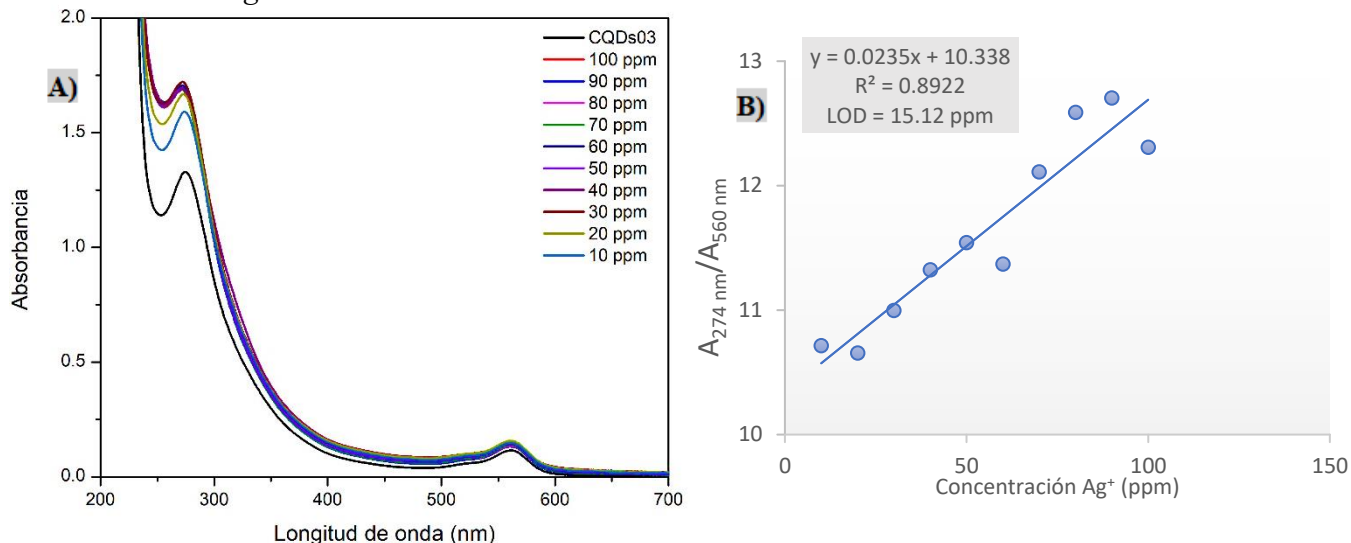 A)
2.0
1.5
1.0
0.5
0.0
Absorbancia
200 300 400 500 600 700
Longitud de onda (nm)
CQDs03
100 ppm
90 ppm
80 ppm
70 ppm
60 ppm
50 ppm
40 ppm
30 ppm
20 ppm
10 ppm
B)
y = 0.0235x + 10.338
R² = 0.8922
LOD = 15.12 ppm
13
12
11
10
A274 nm/A560 nm
0 50 100 150
Concentración Ag⁺ (ppm)